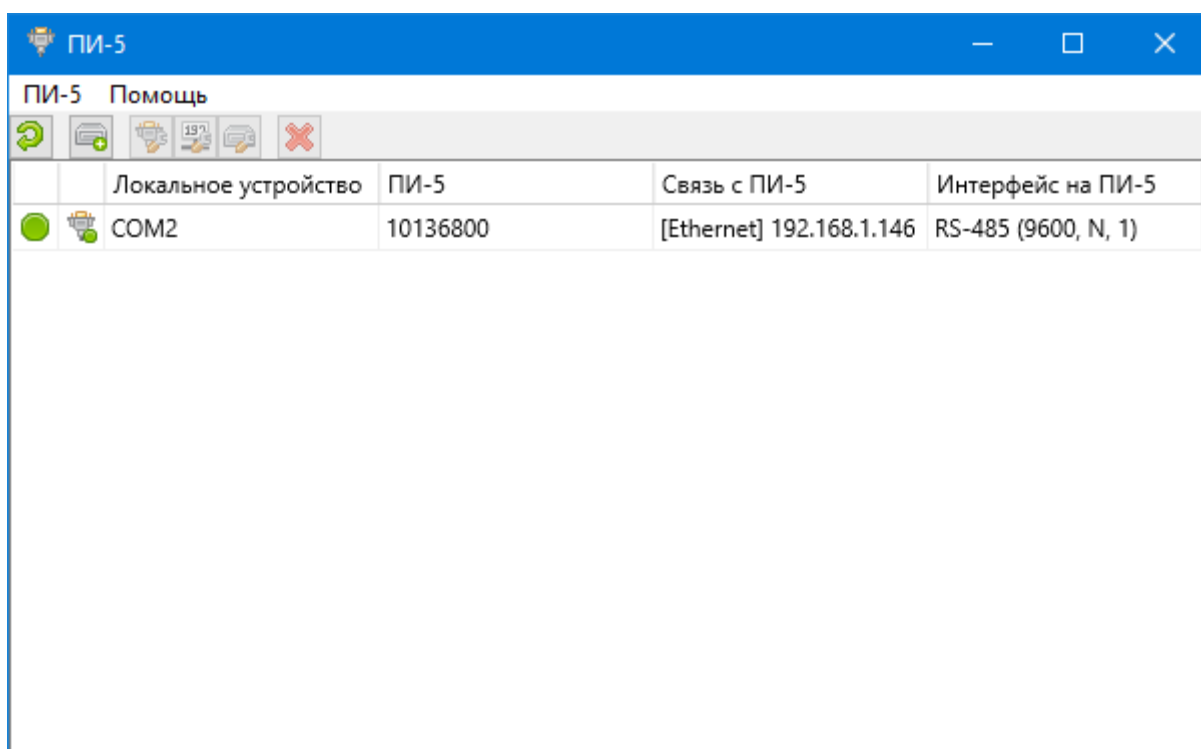 ПИ-5
ПИ-5 Помощь
Локальное устройство ПИ-5 Связь с ПИ-5 Интерфейс на ПИ-5
COM2 10136800 [Ethernet] 192.168.1.146 RS-485 (9600, N, 1)